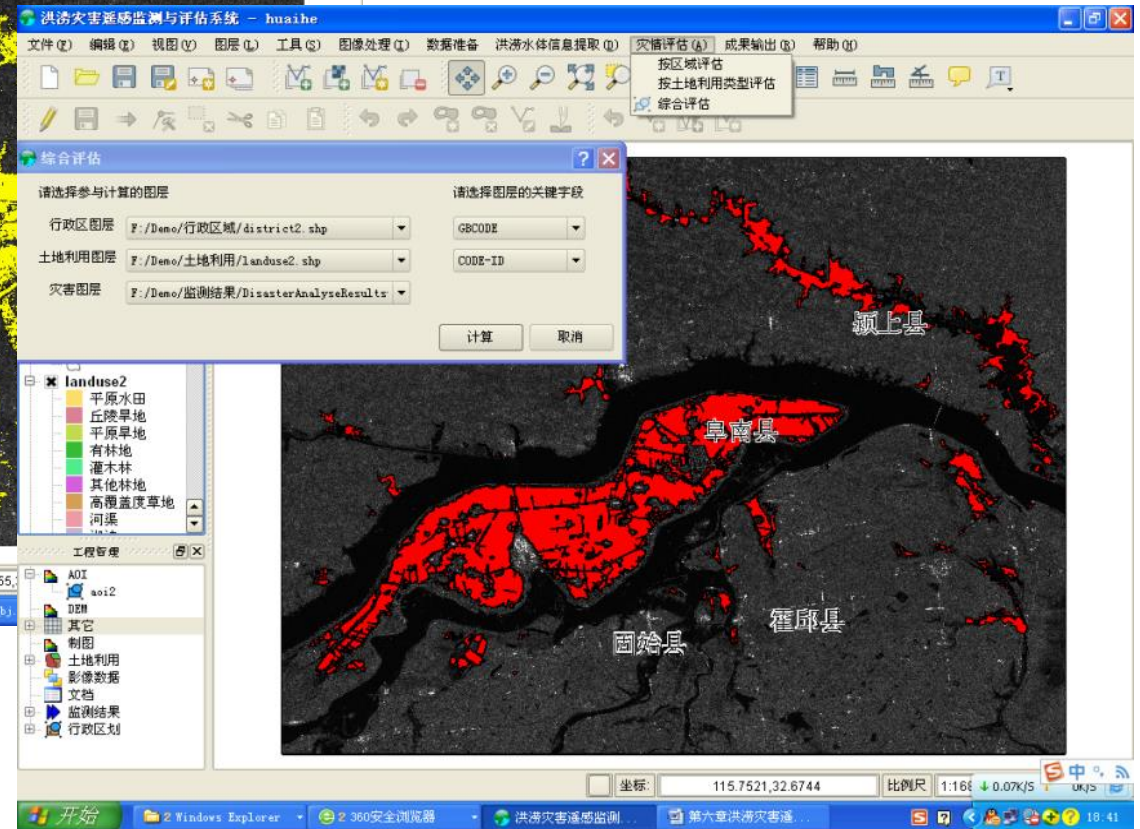 洪涝灾害遥感监测与评估系统 - huaihe
文件(F) 编辑(E) 视图(V) 图层(L) 工具(S) 图像处理(I) 数据准备 洪涝水体信息提取(D) 灾情评估(A) 成果输出(R) 帮助(H)
按区域评估
按土地利用类型评估
综合评估
综合评估
请选择参与计算的图层 请选择图层的关键字段
行政区图层 F:/Demo/行政区域/district2.shp GBCODE
土地利用图层 F:/Demo/土地利用/landuse2.shp CODE-ID
灾害图层 F:/Demo/监测结果/DisasterAnalyseResults
计算 取消
landuse2
平原水田
丘陵旱地
平原旱地
有林地
灌木林
其他林地
高覆盖度草地
河渠
工程管理
AOI
aoi2
DEM
其它
制图
土地利用
影像数据
文档
监测结果
行政区划
颍上县
阜南县
霍邱县
固始县
坐标: 115.7521,32.6744 比例尺 1:168
0.07K/S 0K/S
中
开始 2 Windows Explorer 2 360安全浏览器 洪涝灾害遥感监测... 第六章洪涝灾害遥... 18:41